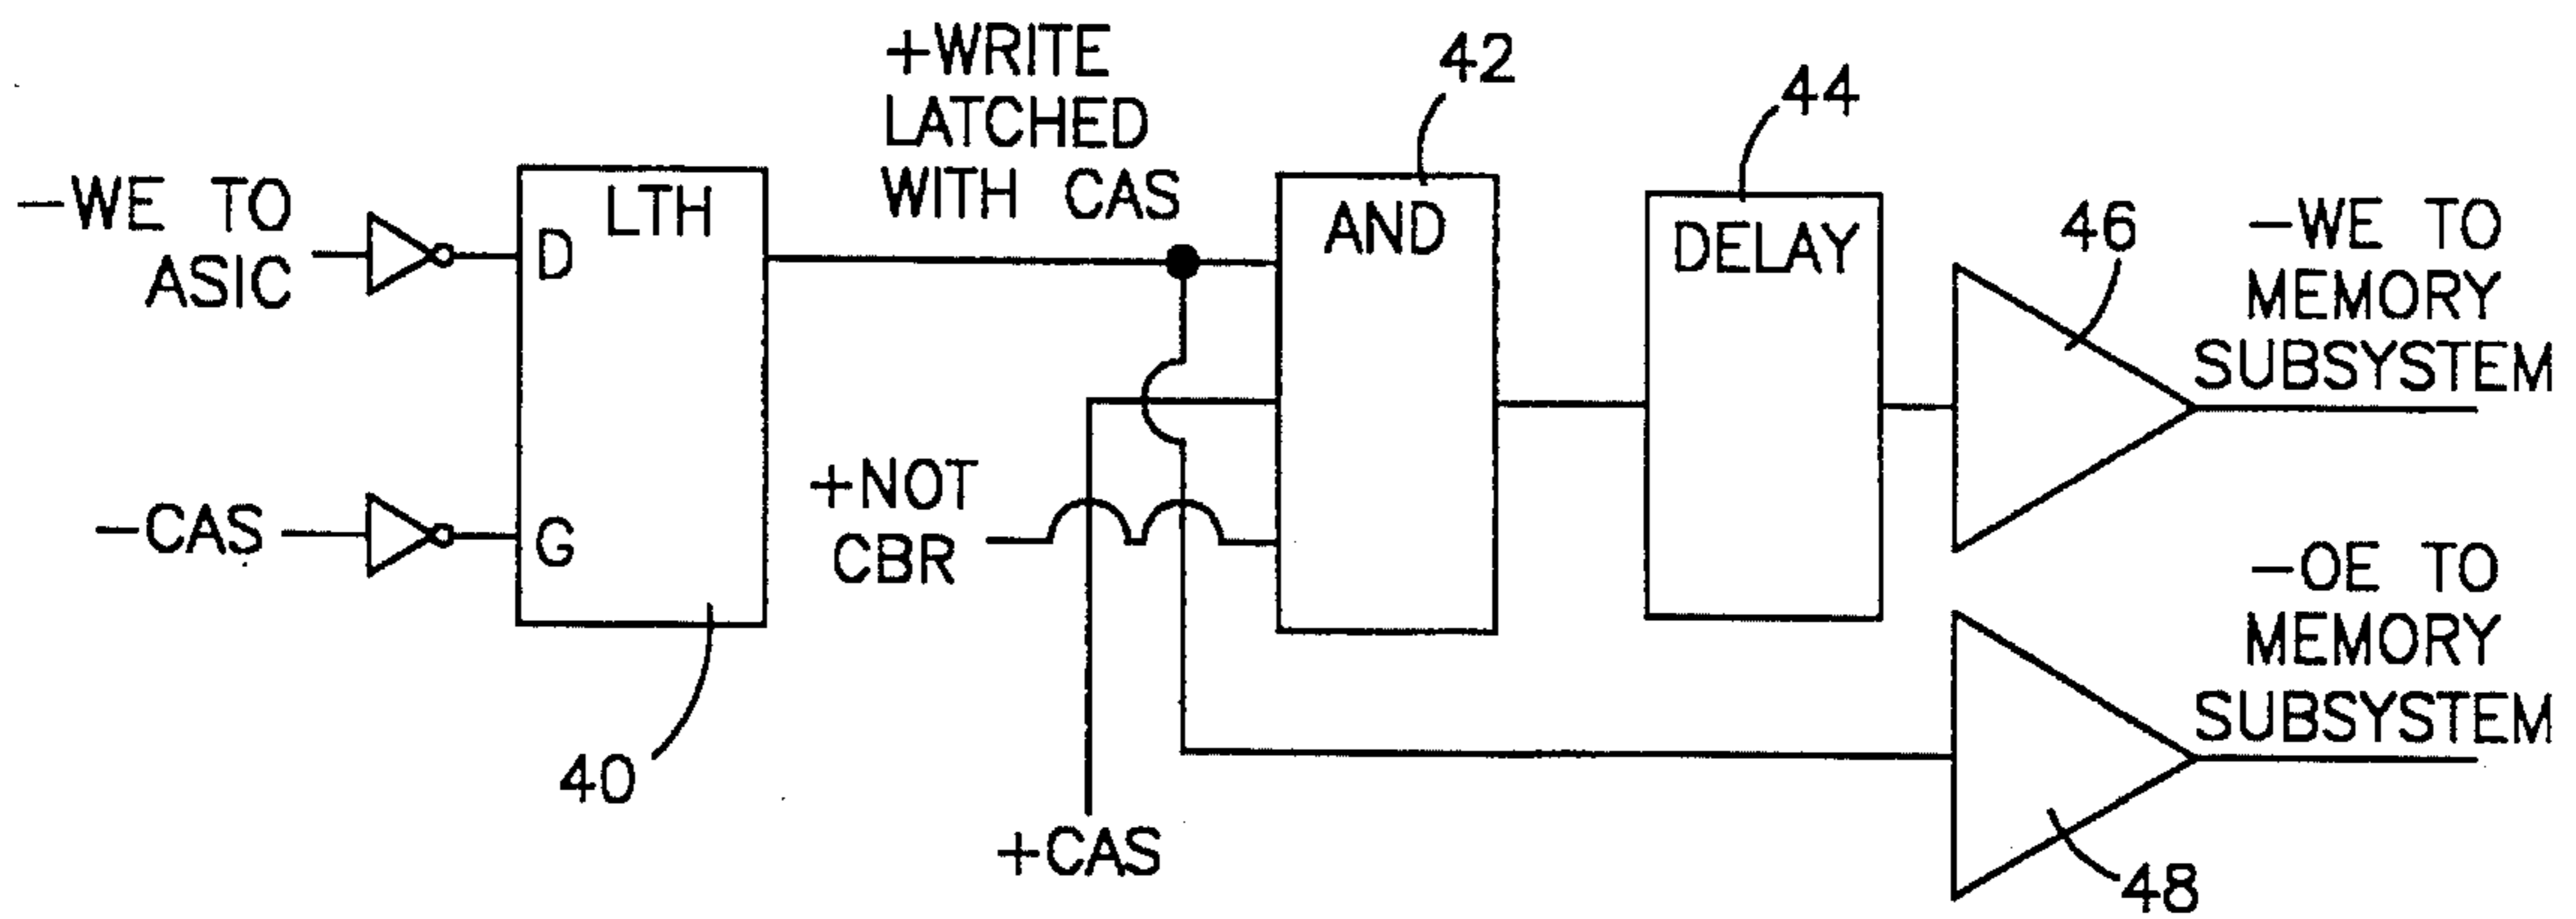 +WRITE
LATCHED
WITH CAS
42
44
-WE TO
ASIC
LTH
D
G
AND
DELAY
46
-WE TO
MEMORY
SUBSYSTEM
-CAS
+NOT
CBR
40
+CAS
-OE TO
MEMORY
SUBSYSTEM
48